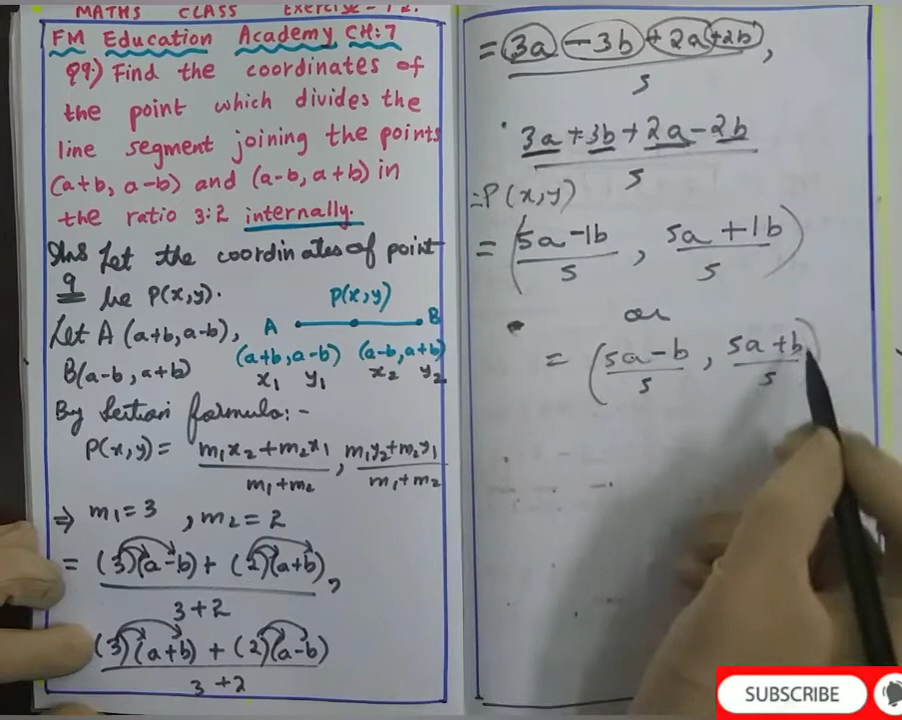 MATHS CLASS Exercise - 7.2.
FM Education Academy CH:7
Q9.) Find the coordinates of
the point which divides the
line segment joining the points
(a+b, a-b) and (a-b, a+b) in
the ratio 3:2 internally.
Ans Let the coordinates of point
9 be P(x,y).
P(x,y)
Let A (a+b, a-b), A B
B(a-b, a+b) (a+b, a-b) (a-b, a+b)
x₁ y₁ x₂ y₂
By Section formula:-
P(x,y) = m₁x₂+m₂x₁ / m₁+m₂ , m₁y₂+m₂y₁ / m₁+m₂
⇒ m₁=3 , m₂=2
= (3)(a-b) + (2)(a+b) ,
3+2
(3)(a+b) + (2)(a-b)
3+2
= 3a - 3b + 2a + 2b ,
5
3a + 3b + 2a - 2b
5
= P(x,y)
= (5a-1b / 5 , 5a+1b / 5)
or
= (5a-b / 5 , 5a+b / 5)
SUBSCRIBE